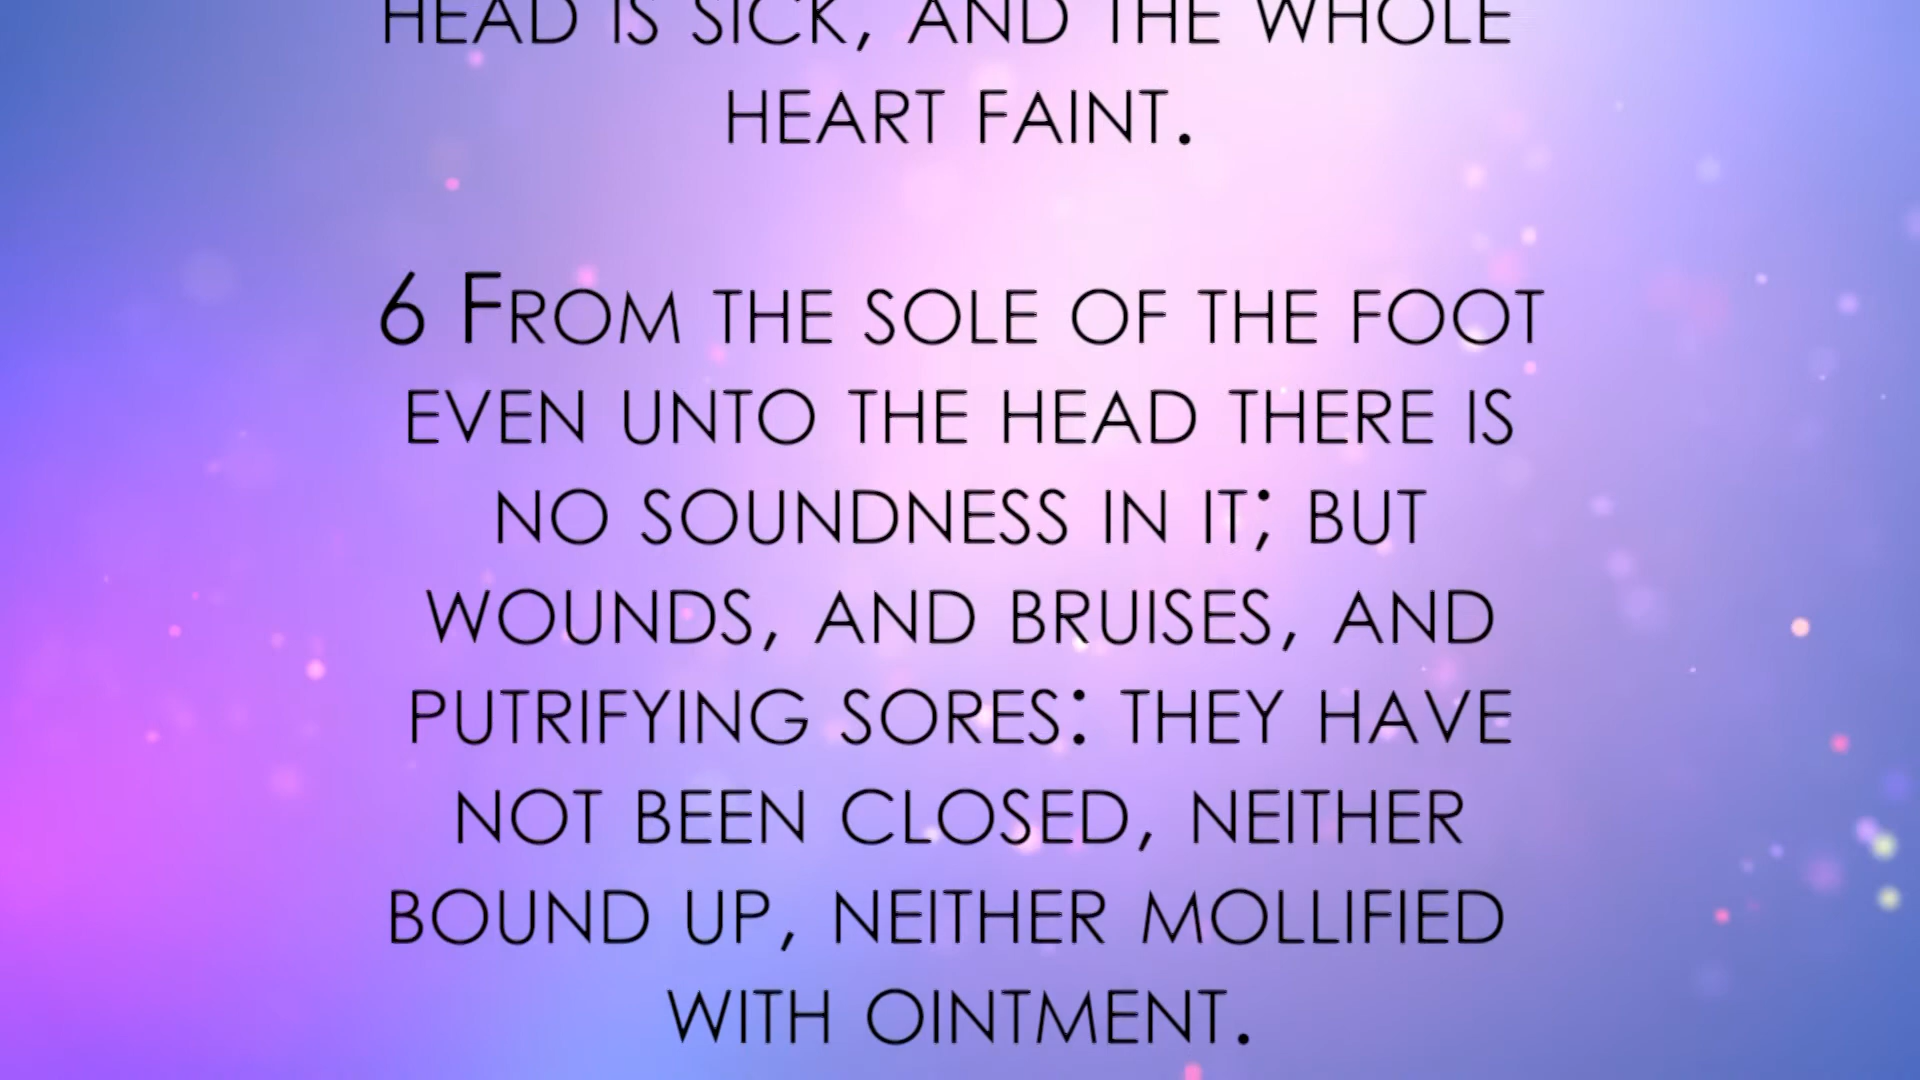 HEAD IS SICK, AND THE WHOLE
HEART FAINT.
6 FROM THE SOLE OF THE FOOT
EVEN UNTO THE HEAD THERE IS
NO SOUNDNESS IN IT; BUT
WOUNDS, AND BRUISES, AND
PUTRIFYING SORES: THEY HAVE
NOT BEEN CLOSED, NEITHER
BOUND UP, NEITHER MOLLIFIED
WITH OINTMENT.